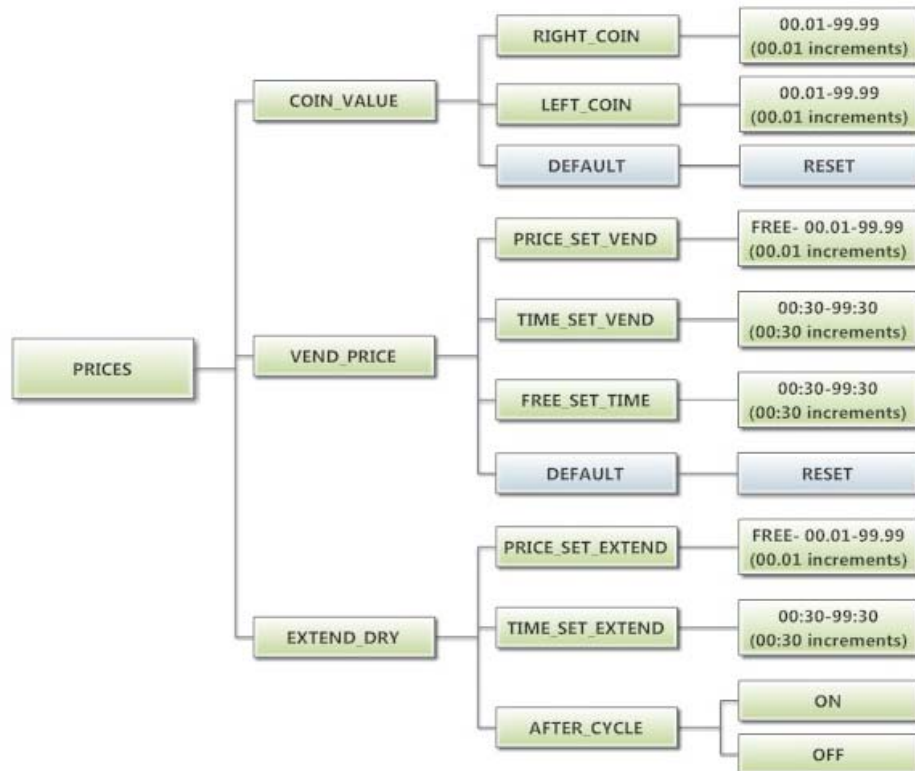 PRICES
COIN_VALUE
RIGHT_COIN
00.01-99.99
(00.01 increments)
LEFT_COIN
00.01-99.99
(00.01 increments)
DEFAULT
RESET
VEND_PRICE
PRICE_SET_VEND
FREE- 00.01-99.99
(00.01 increments)
TIME_SET_VEND
00:30-99:30
(00:30 increments)
FREE_SET_TIME
00:30-99:30
(00:30 increments)
DEFAULT
RESET
EXTEND_DRY
PRICE_SET_EXTEND
FREE- 00.01-99.99
(00.01 increments)
TIME_SET_EXTEND
00:30-99:30
(00:30 increments)
AFTER_CYCLE
ON
OFF